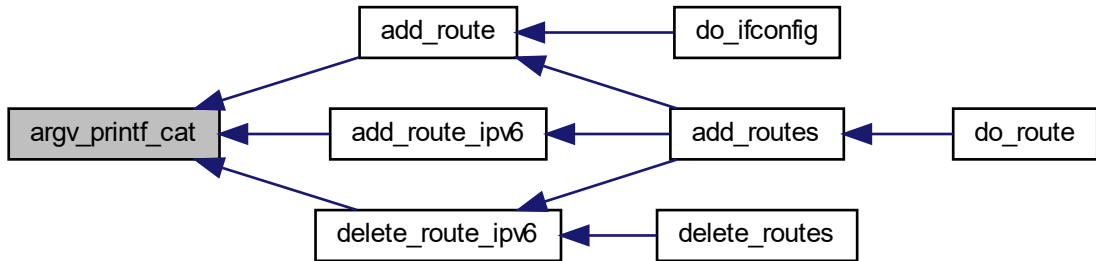 add_route
do_ifconfig
argv_printf_cat
add_route_ipv6
add_routes
do_route
delete_route_ipv6
delete_routes